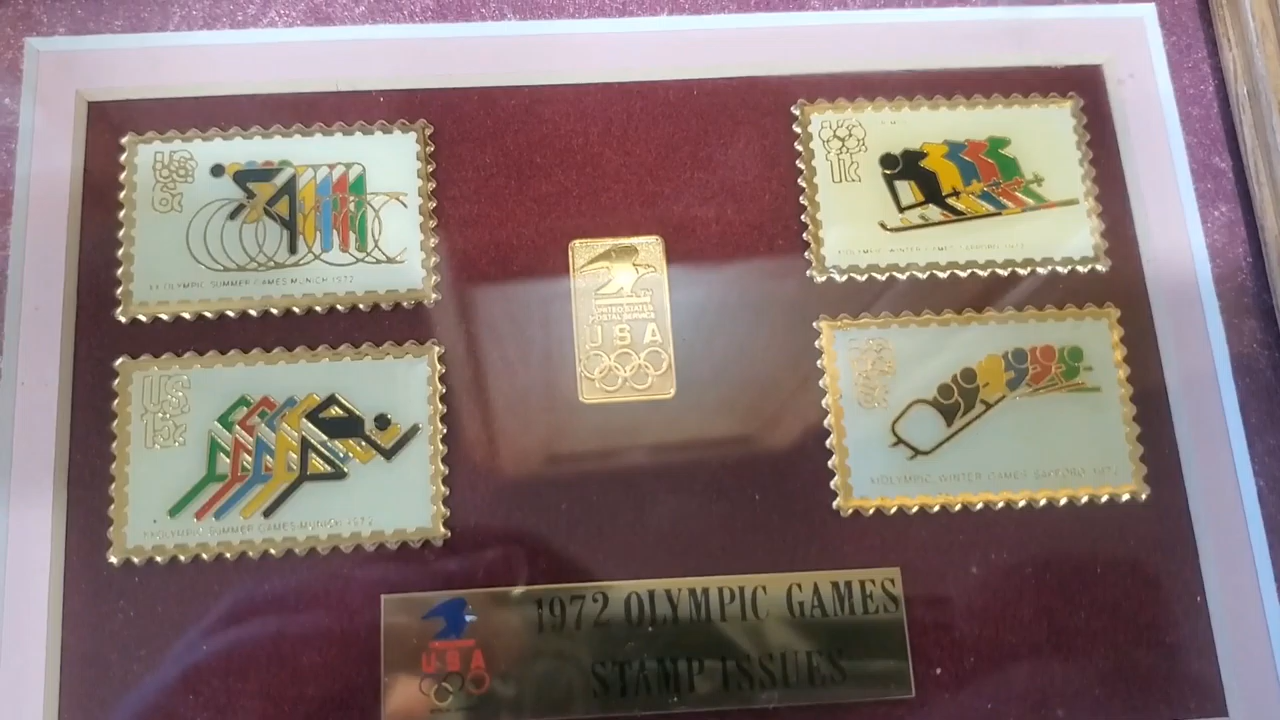 US
6c
XX OLYMPIC SUMMER GAMES MUNICH 1972
US
11c
XI OLYMPIC WINTER GAMES SAPPORO 1972
UNITED STATES
POSTAL SERVICE
USA
US
15c
XX OLYMPIC SUMMER GAMES MUNICH 1972
XI OLYMPIC WINTER GAMES SAPPORO 1972
USA
1972 OLYMPIC GAMES
STAMP ISSUES